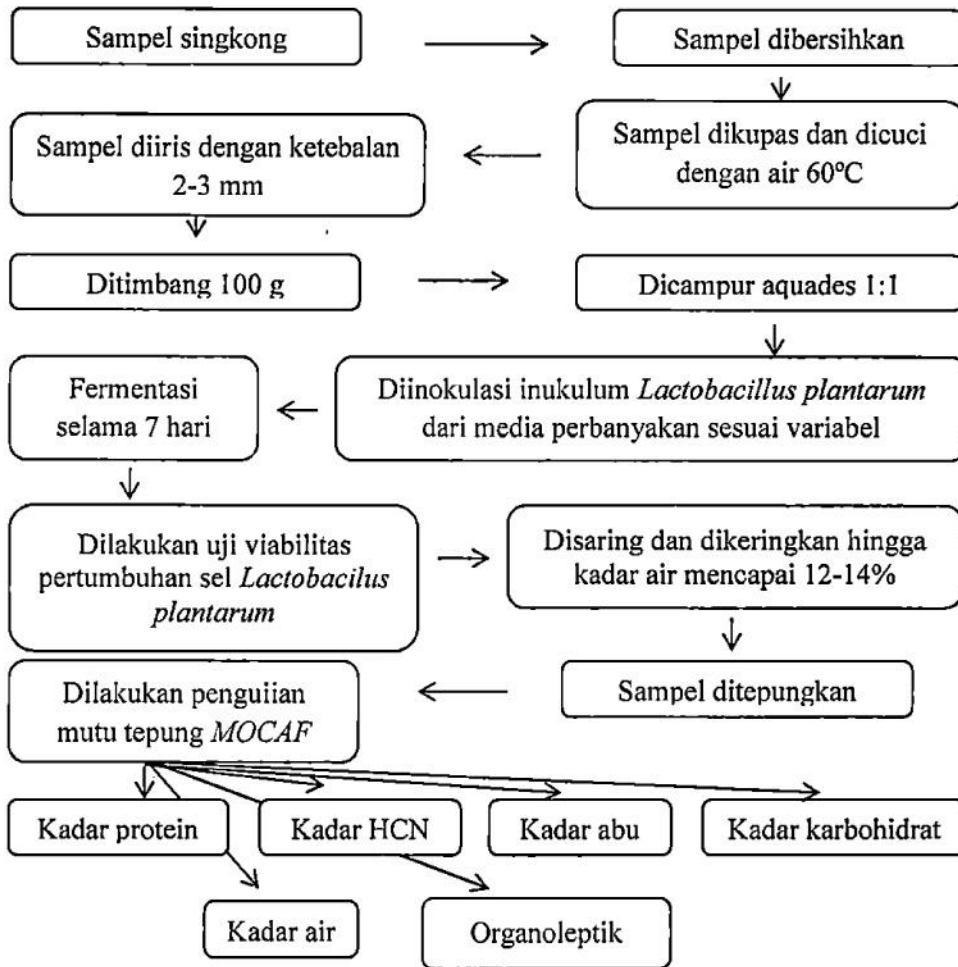 Sampel singkong
Sampel dibersihkan
Sampel dikupas dan dicuci
dengan air 60°C
Sampel diiris dengan ketebalan
2-3 mm
Ditimbang 100 g
Dicampur aquades 1:1
Diinokulasi inukulum Lactobacillus plantarum
dari media perbanyakan sesuai variabel
Fermentasi
selama 7 hari
Dilakukan uji viabilitas
pertumbuhan sel Lactobacilus
plantarum
Disaring dan dikeringkan hingga
kadar air mencapai 12-14%
Sampel ditepungkan
Dilakukan penguiian
mutu tepung MOCAF
Kadar protein
Kadar HCN
Kadar abu
Kadar karbohidrat
Kadar air
Organoleptik